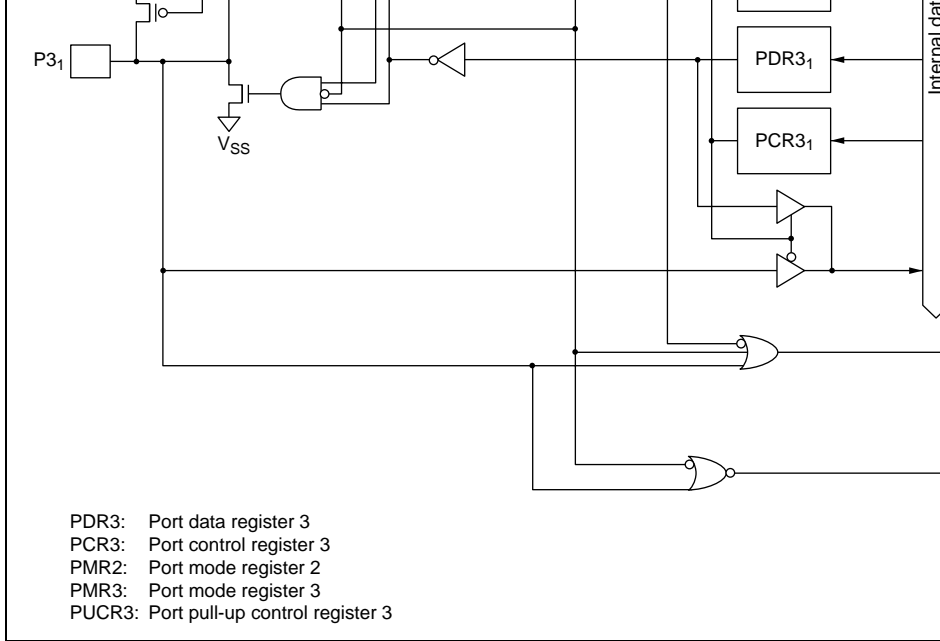 Internal dat
P3₁
PDR3₁
V_SS
PCR3₁
PDR3: Port data register 3
PCR3: Port control register 3
PMR2: Port mode register 2
PMR3: Port mode register 3
PUCR3: Port pull-up control register 3